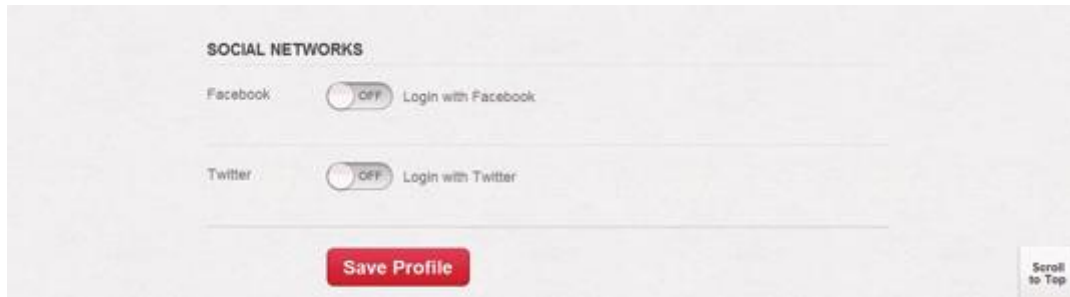 SOCIAL NETWORKS
Facebook OFF Login with Facebook
Twitter OFF Login with Twitter
Save Profile
Scroll
to Top